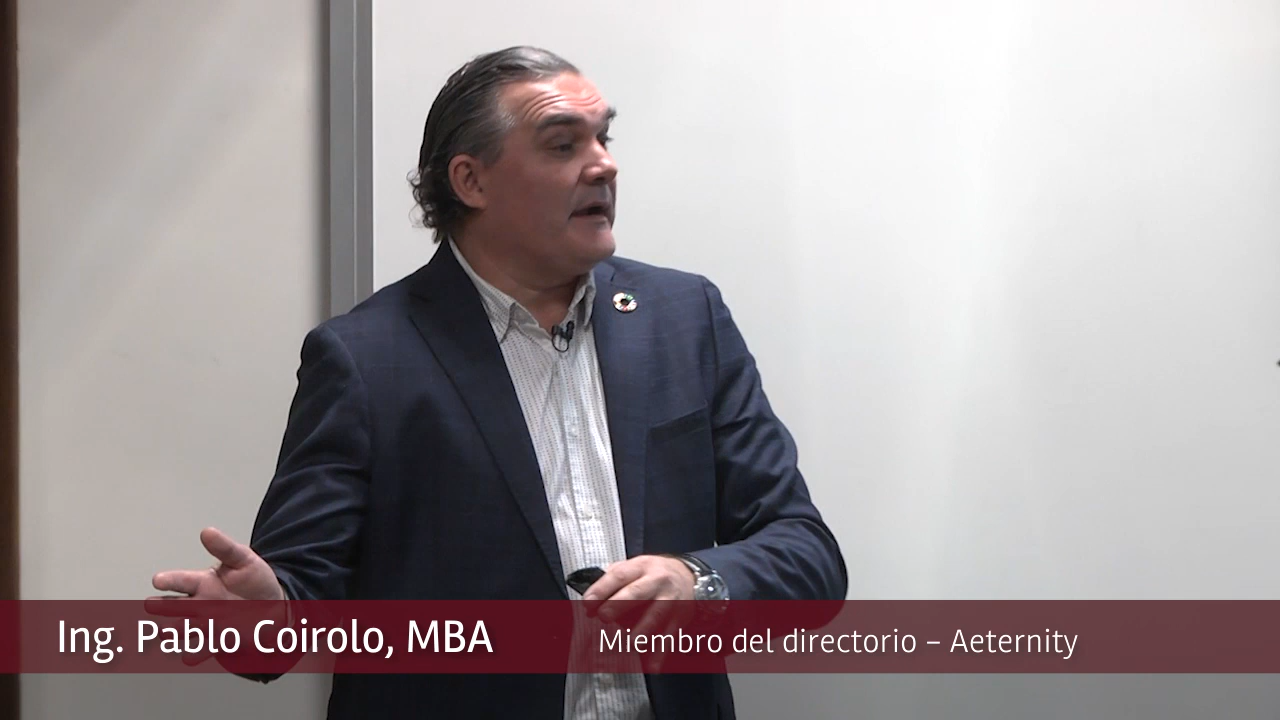 Ing. Pablo Coirolo, MBA
Miembro del directorio – Aeternity